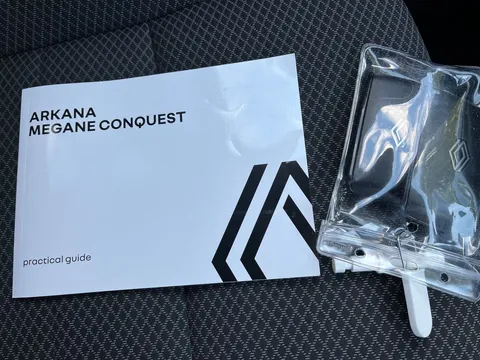 ARKANA
MEGANE CONQUEST
practical guide